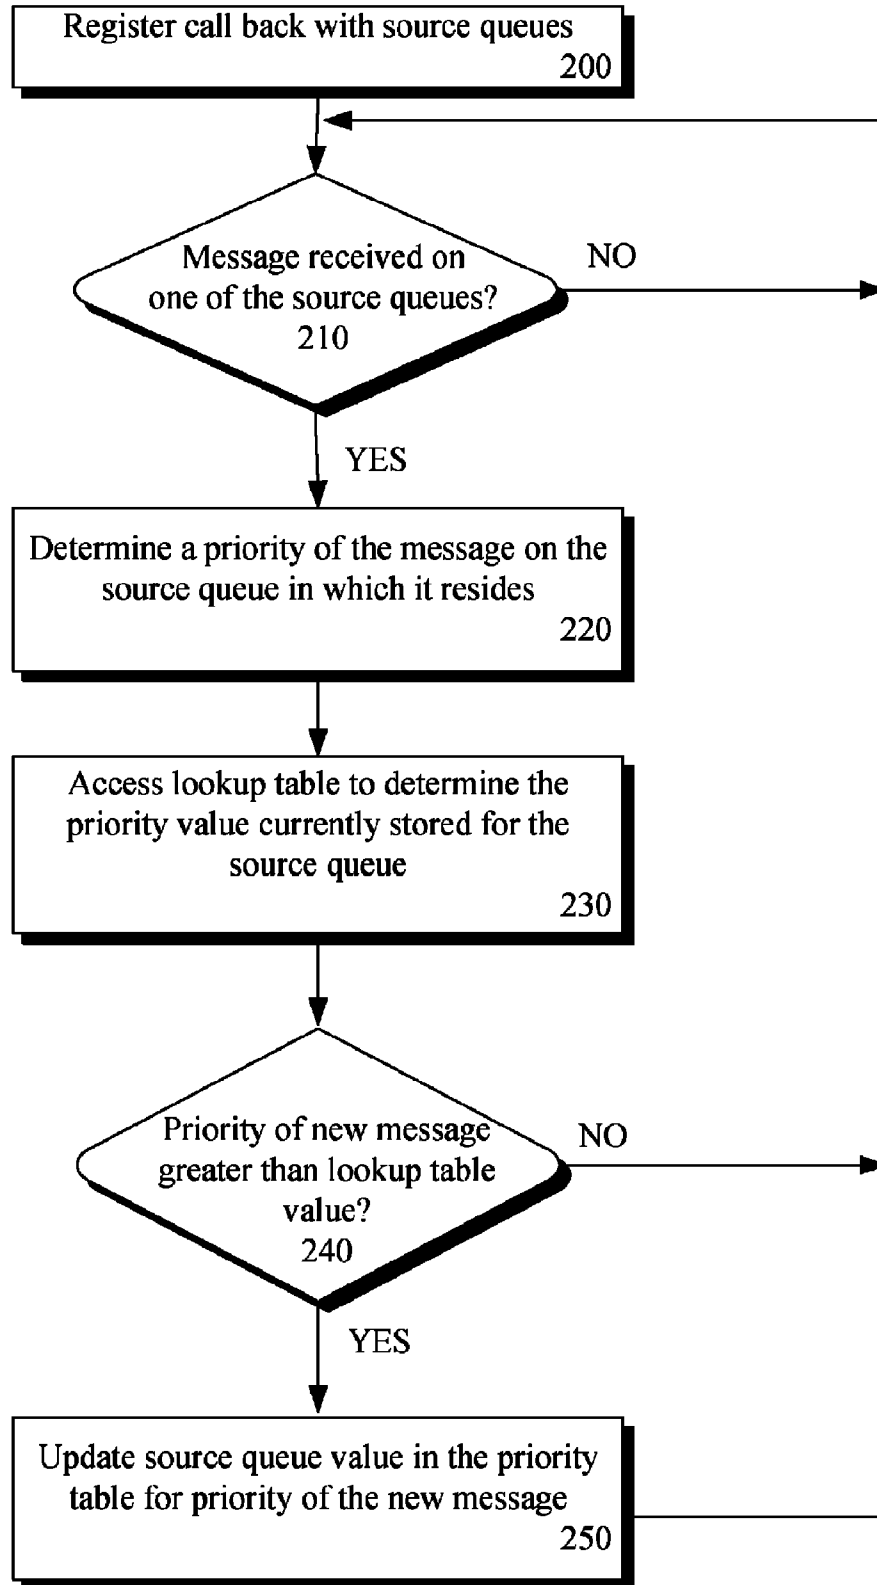 Register call back with source queues
200
Message received on
one of the source queues?
210
NO
YES
Determine a priority of the message on the
source queue in which it resides
220
Access lookup table to determine the
priority value currently stored for the
source queue
230
Priority of new message
greater than lookup table
value?
240
NO
YES
Update source queue value in the priority
table for priority of the new message
250